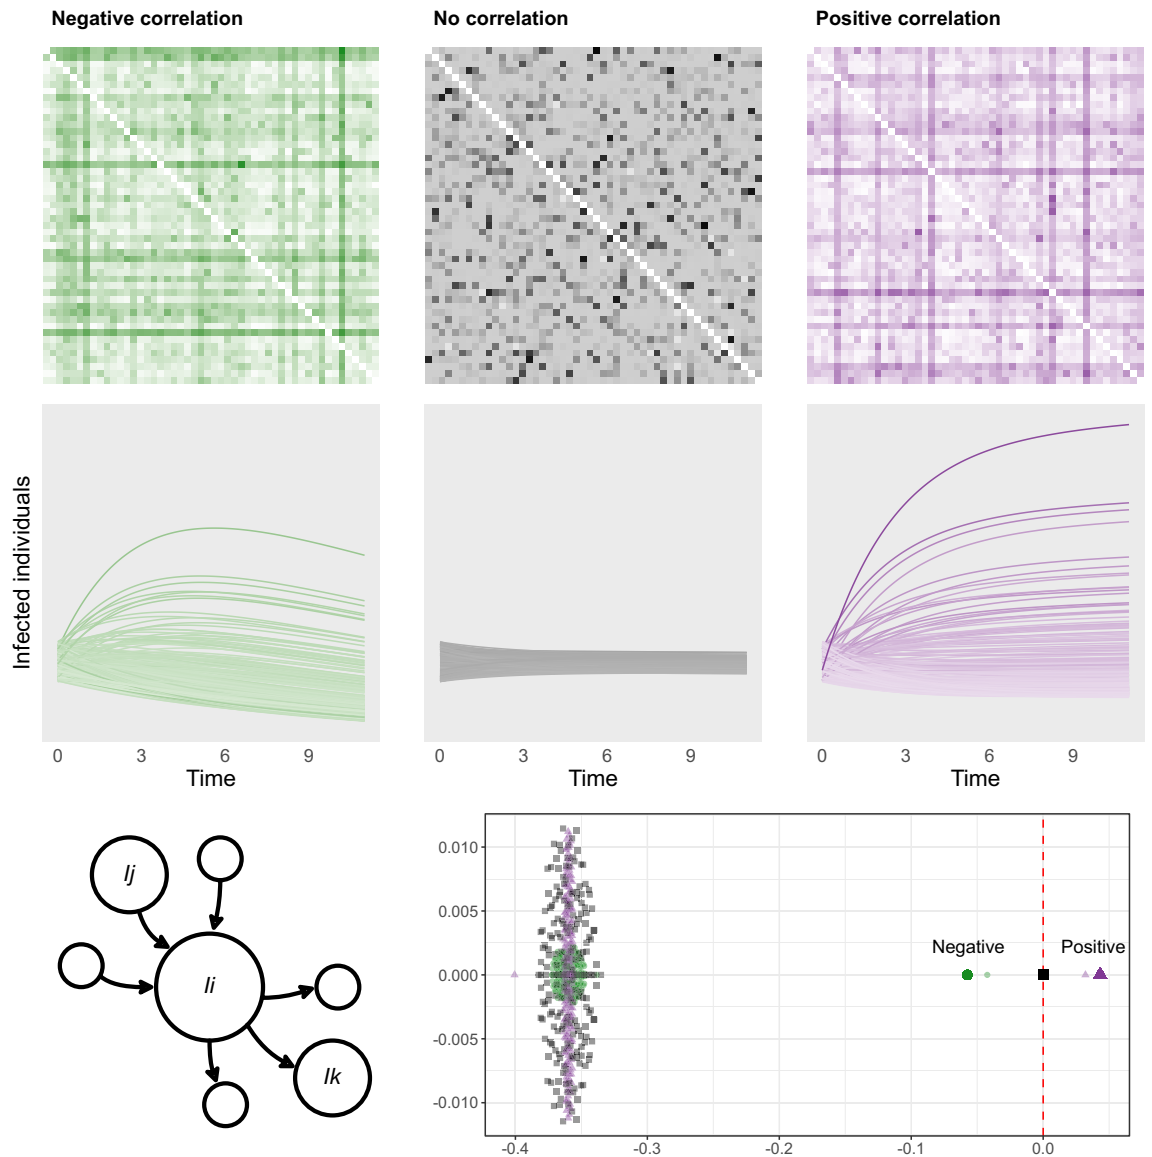 Negative correlation
No correlation
Positive correlation
Infected individuals
0 3 6 9
Time
0 3 6 9
Time
0 3 6 9
Time
Ij
Ii
Ik
0.010
0.005
0.000
-0.005
-0.010
Negative
Positive
-0.4 -0.3 -0.2 -0.1 0.0